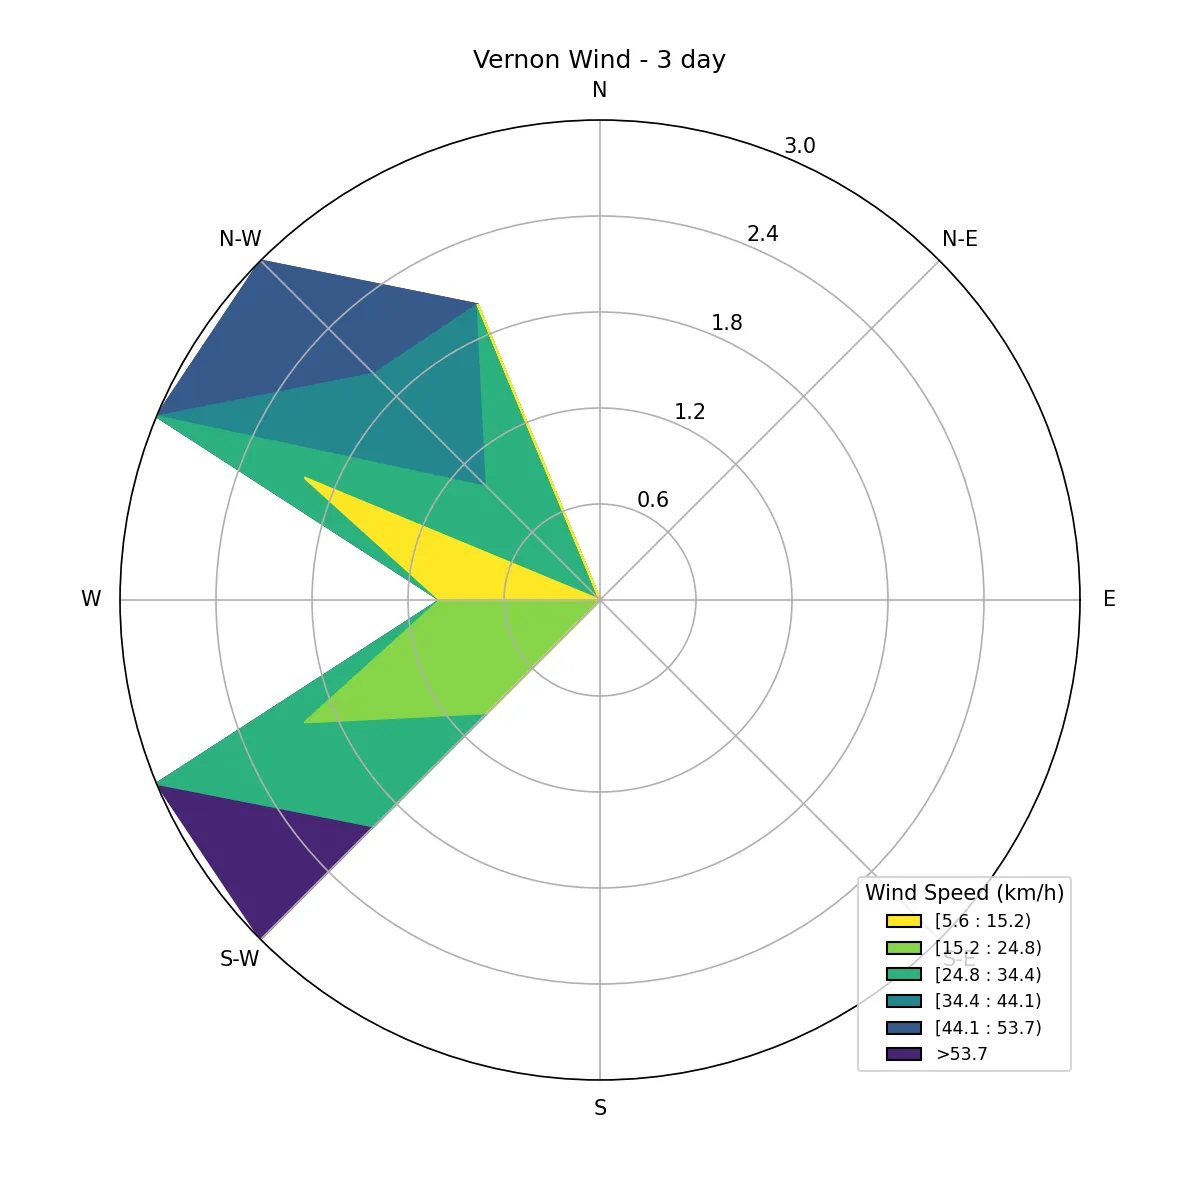 Vernon Wind - 3 day
N
3.0
2.4
N-W
N-E
1.8
1.2
0.6
W
E
S-W
S-E
S
Wind Speed (km/h)
[5.6 : 15.2)
[15.2 : 24.8)
[24.8 : 34.4)
[34.4 : 44.1)
[44.1 : 53.7)
>53.7